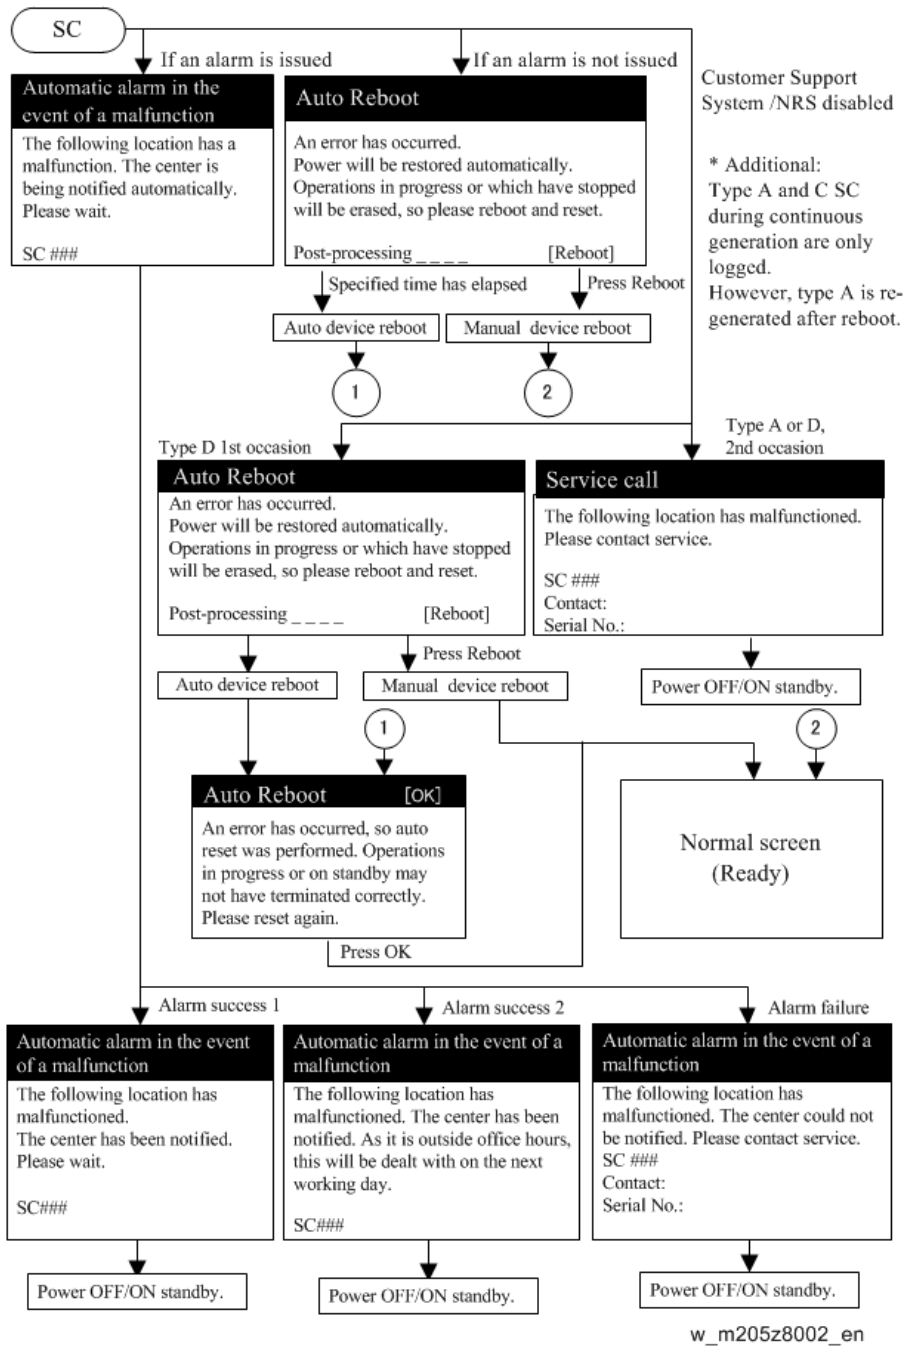 SC
If an alarm is issued
If an alarm is not issued
Automatic alarm in the
event of a malfunction
The following location has a
malfunction. The center is
being notified automatically.
Please wait.
SC ###
Auto Reboot
An error has occurred.
Power will be restored automatically.
Operations in progress or which have stopped
will be erased, so please reboot and reset.
Post-processing _ _ _ _ [Reboot]
Customer Support
System /NRS disabled
* Additional:
Type A and C SC
during continuous
generation are only
logged.
However, type A is re-
generated after reboot.
Specified time has elapsed
Press Reboot
Auto device reboot
Manual device reboot
1
2
Type D 1st occasion
Type A or D,
2nd occasion
Auto Reboot
An error has occurred.
Power will be restored automatically.
Operations in progress or which have stopped
will be erased, so please reboot and reset.
Post-processing _ _ _ _ [Reboot]
Service call
The following location has malfunctioned.
Please contact service.
SC ###
Contact:
Serial No.:
Press Reboot
Auto device reboot
Manual device reboot
Power OFF/ON standby.
1
2
Auto Reboot [OK]
An error has occurred, so auto
reset was performed. Operations
in progress or on standby may
not have terminated correctly.
Please reset again.
Normal screen
(Ready)
Press OK
Alarm success 1
Alarm success 2
Alarm failure
Automatic alarm in the event
of a malfunction
The following location has
malfunctioned.
The center has been notified.
Please wait.
SC###
Automatic alarm in the event of a
malfunction
The following location has
malfunctioned. The center has been
notified. As it is outside office hours,
this will be dealt with on the next
working day.
SC###
Automatic alarm in the event of a
malfunction
The following location has
malfunctioned. The center could not
be notified. Please contact service.
SC ###
Contact:
Serial No.:
Power OFF/ON standby.
Power OFF/ON standby.
Power OFF/ON standby.
w_m205z8002_en